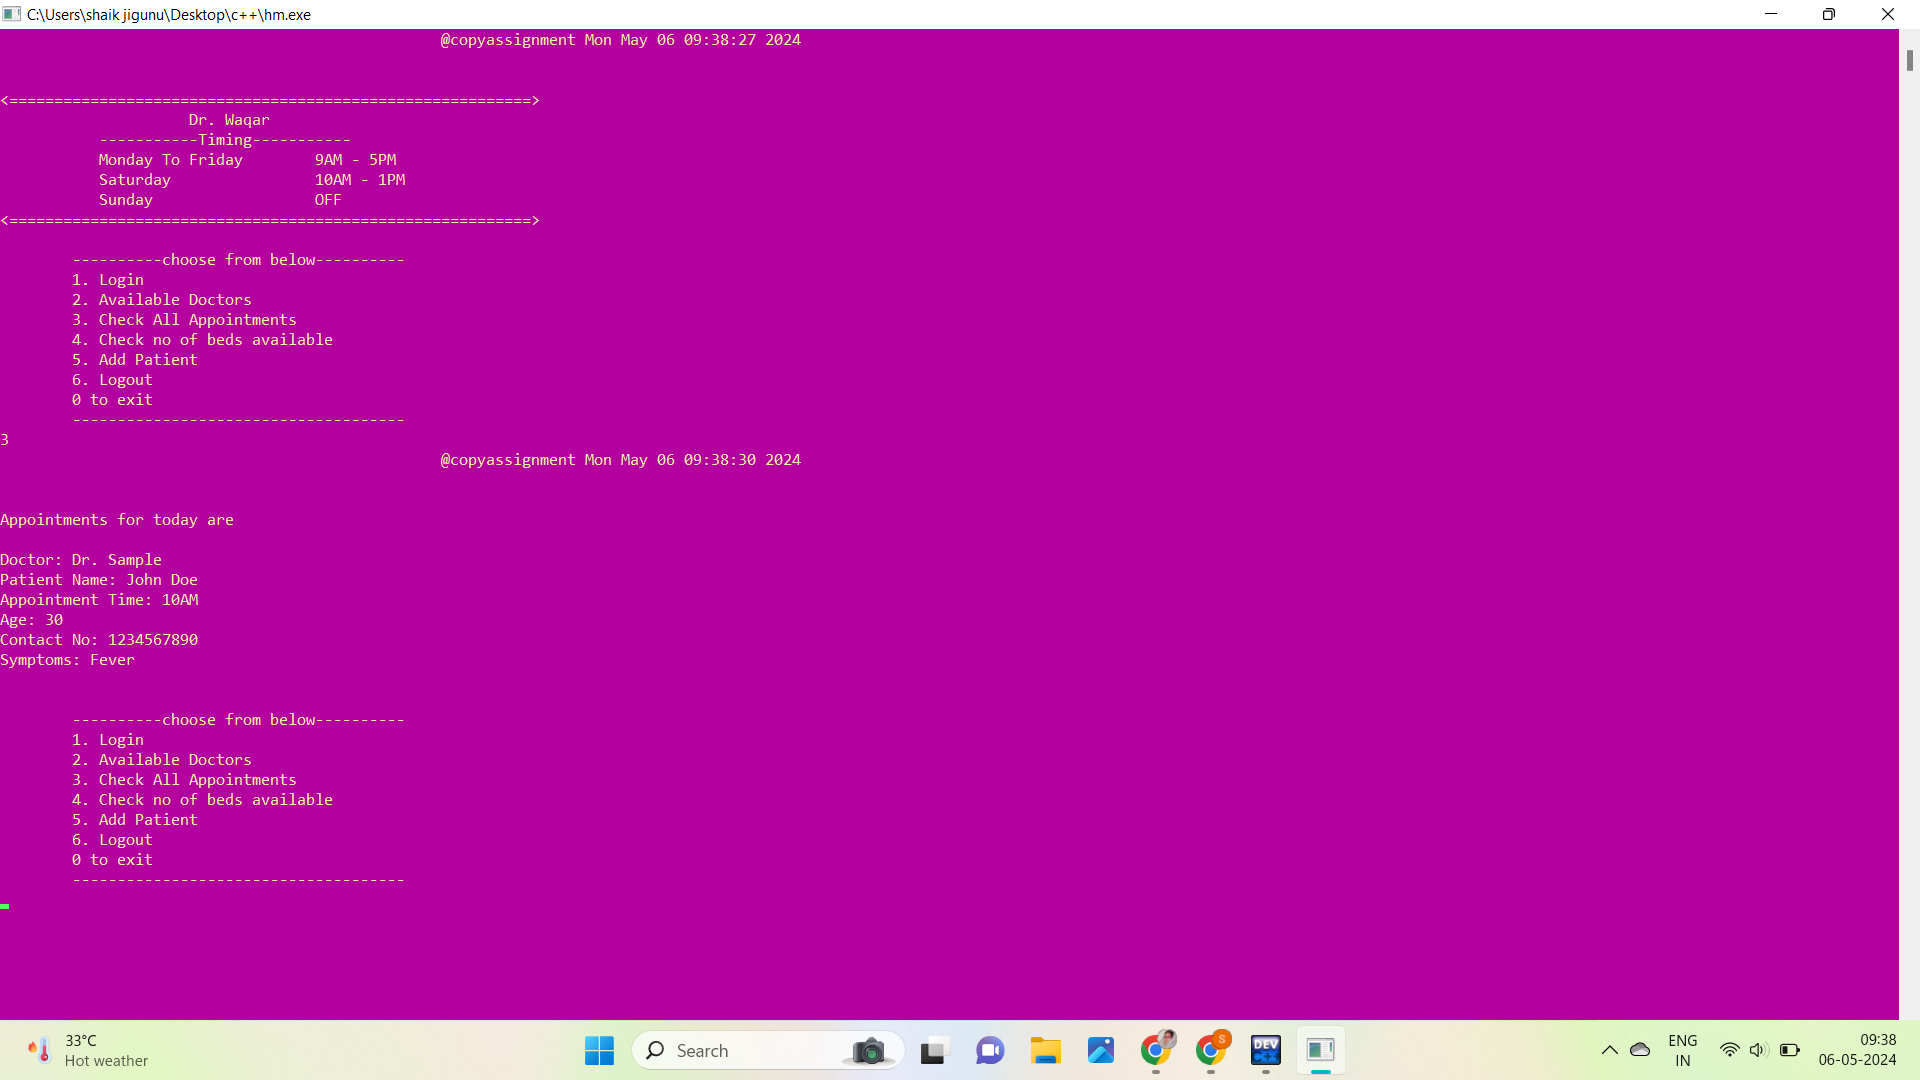 C:\Users\shaik jigunu\Desktop\c++\hm.exe
@copyassignment Mon May 06 09:38:27 2024
<==========================================================>
Dr. Waqar
-----------Timing-----------
Monday To Friday        9AM - 5PM
Saturday                10AM - 1PM
Sunday                  OFF
<==========================================================>
----------choose from below----------
1. Login
2. Available Doctors
3. Check All Appointments
4. Check no of beds available
5. Add Patient
6. Logout
0 to exit
-------------------------------------
3
@copyassignment Mon May 06 09:38:30 2024
Appointments for today are
Doctor: Dr. Sample
Patient Name: John Doe
Appointment Time: 10AM
Age: 30
Contact No: 1234567890
Symptoms: Fever
----------choose from below----------
1. Login
2. Available Doctors
3. Check All Appointments
4. Check no of beds available
5. Add Patient
6. Logout
0 to exit
-------------------------------------
33°C
Hot weather
Search
S
DEV
C++
ENG
IN
09:38
06-05-2024